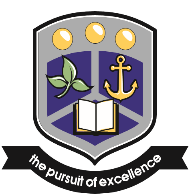 the pursuit of excellence